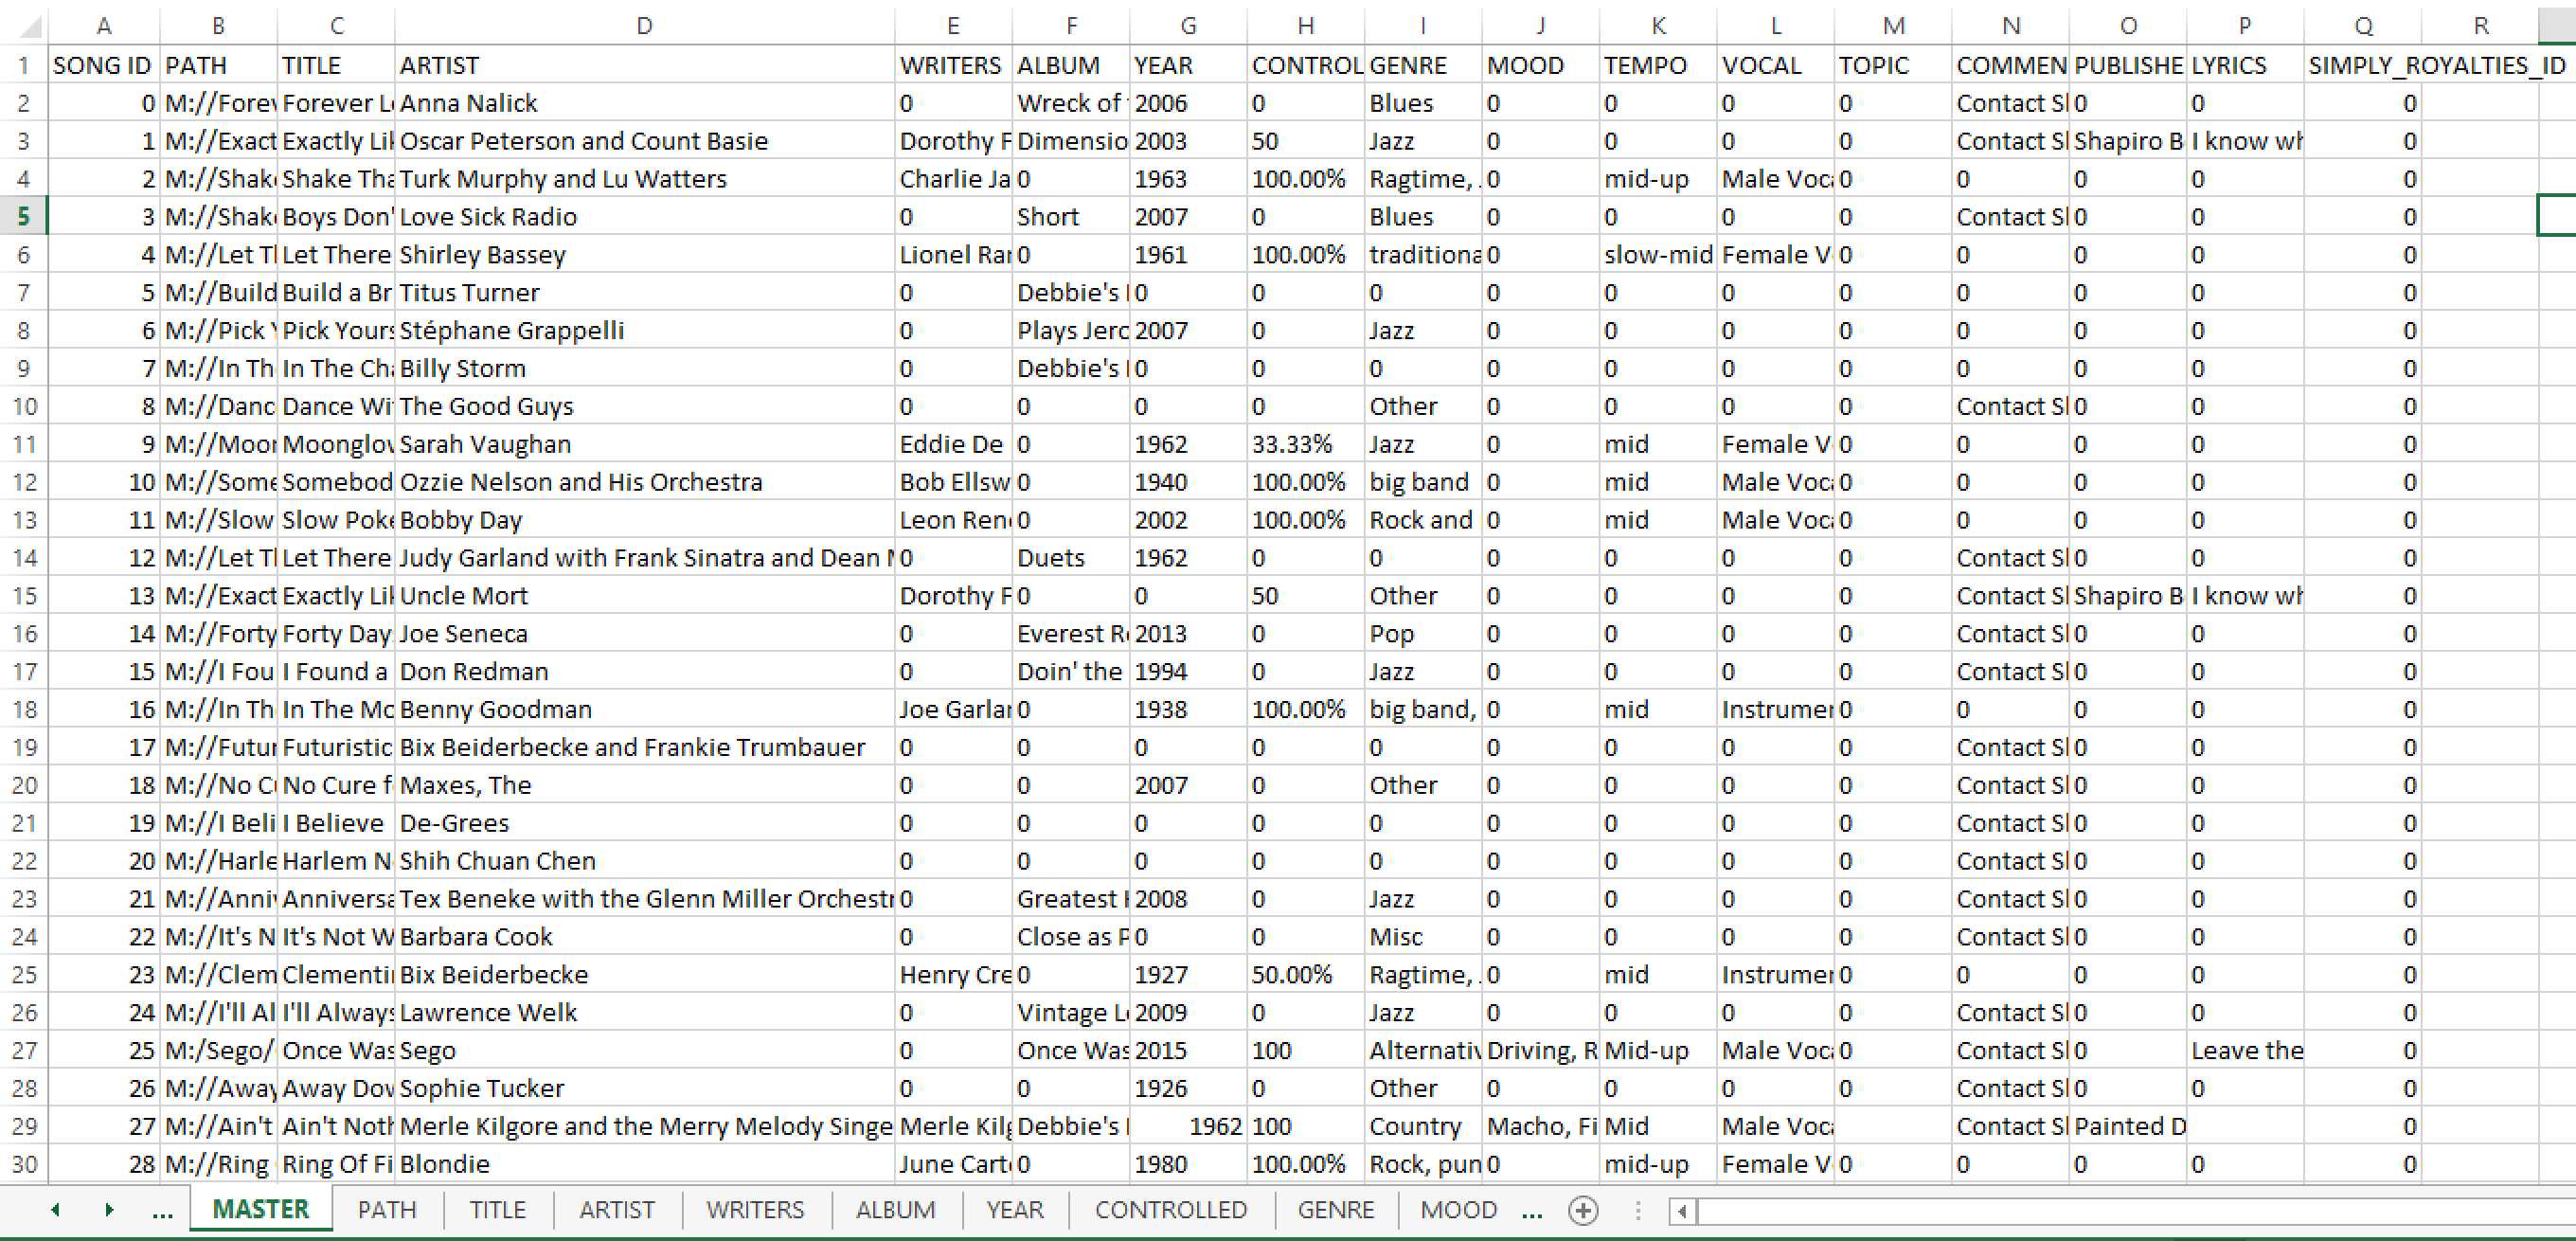 A B C D E F G H I J K L M N O P Q R
1 SONG ID PATH TITLE ARTIST WRITERS ALBUM YEAR CONTROL GENRE MOOD TEMPO VOCAL TOPIC COMMEN PUBLISHE LYRICS SIMPLY_ROYALTIES_ID
2 0 M://Forev Forever L Anna Nalick 0 Wreck of 2006 0 Blues 0 0 0 0 Contact Sl 0 0 0
3 1 M://Exact Exactly Lil Oscar Peterson and Count Basie Dorothy F Dimensio 2003 50 Jazz 0 0 0 0 Contact Sl Shapiro B I know wh 0
4 2 M://Shak Shake Tha Turk Murphy and Lu Watters Charlie Ja 0 1963 100.00% Ragtime, 0 mid-up Male Voc 0 0 0 0 0
5 3 M://Shak Boys Don' Love Sick Radio 0 Short 2007 0 Blues 0 0 0 0 Contact Sl 0 0 0
6 4 M://Let Tl Let There Shirley Bassey Lionel Rar 0 1961 100.00% traditiona 0 slow-mid Female V 0 0 0 0 0
7 5 M://Build Build a Br Titus Turner 0 Debbie's 0 0 0 0 0 0 0 0 0 0 0
8 6 M://Pick Y Pick Yours Stéphane Grappelli 0 Plays Jero 2007 0 Jazz 0 0 0 0 0 0 0 0
9 7 M://In Th In The Cha Billy Storm 0 Debbie's 0 0 0 0 0 0 0 0 0 0 0
10 8 M://Danc Dance Wi The Good Guys 0 0 0 0 Other 0 0 0 0 Contact Sl 0 0 0
11 9 M://Moor Moonglov Sarah Vaughan Eddie De 0 1962 33.33% Jazz 0 mid Female V 0 0 0 0 0
12 10 M://Some Somebod Ozzie Nelson and His Orchestra Bob Ellsw 0 1940 100.00% big band 0 mid Male Voc 0 0 0 0 0
13 11 M://Slow Slow Poke Bobby Day Leon Ren 0 2002 100.00% Rock and 0 mid Male Voc 0 0 0 0 0
14 12 M://Let Tl Let There Judy Garland with Frank Sinatra and Dean 0 Duets 1962 0 0 0 0 0 0 Contact Sl 0 0 0
15 13 M://Exact Exactly Lil Uncle Mort Dorothy F 0 0 50 Other 0 0 0 0 Contact Sl Shapiro B I know wh 0
16 14 M://Forty Forty Day Joe Seneca 0 Everest R 2013 0 Pop 0 0 0 0 Contact Sl 0 0 0
17 15 M://I Fou I Found a Don Redman 0 Doin' the 1994 0 Jazz 0 0 0 0 Contact Sl 0 0 0
18 16 M://In Th In The Mo Benny Goodman Joe Garlar 0 1938 100.00% big band, 0 mid Instrumer 0 0 0 0 0
19 17 M://Futur Futuristic Bix Beiderbecke and Frankie Trumbauer 0 0 0 0 0 0 0 0 0 Contact Sl 0 0 0
20 18 M://No C No Cure f Maxes, The 0 0 2007 0 Other 0 0 0 0 Contact Sl 0 0 0
21 19 M://I Beli I Believe De-Grees 0 0 0 0 0 0 0 0 0 Contact Sl 0 0 0
22 20 M://Harle Harlem N Shih Chuan Chen 0 0 0 0 0 0 0 0 0 Contact Sl 0 0 0
23 21 M://Anniv Anniversa Tex Beneke with the Glenn Miller Orchestr 0 Greatest 2008 0 Jazz 0 0 0 0 Contact Sl 0 0 0
24 22 M://It's N It's Not W Barbara Cook 0 Close as P 0 0 Misc 0 0 0 0 Contact Sl 0 0 0
25 23 M://Clem Clementi Bix Beiderbecke Henry Cre 0 1927 50.00% Ragtime, 0 mid Instrumer 0 0 0 0 0
26 24 M://I'll Al I'll Always Lawrence Welk 0 Vintage L 2009 0 Jazz 0 0 0 0 Contact Sl 0 0 0
27 25 M:/Sego/ Once Was Sego 0 Once Was 2015 100 Alternativ Driving, R Mid-up Male Voc 0 Contact Sl 0 Leave the 0
28 26 M://Away Away Dov Sophie Tucker 0 0 1926 0 Other 0 0 0 0 Contact Sl 0 0 0
29 27 M://Ain't Ain't Noth Merle Kilgore and the Merry Melody Singe Merle Kilg Debbie's 1962 100 Country Macho, Fi Mid Male Voc Contact Sl Painted D 0
30 28 M://Ring Ring Of Fi Blondie June Cart 0 1980 100.00% Rock, pun 0 mid-up Female V 0 0 0 0 0
... MASTER PATH TITLE ARTIST WRITERS ALBUM YEAR CONTROLLED GENRE MOOD ...